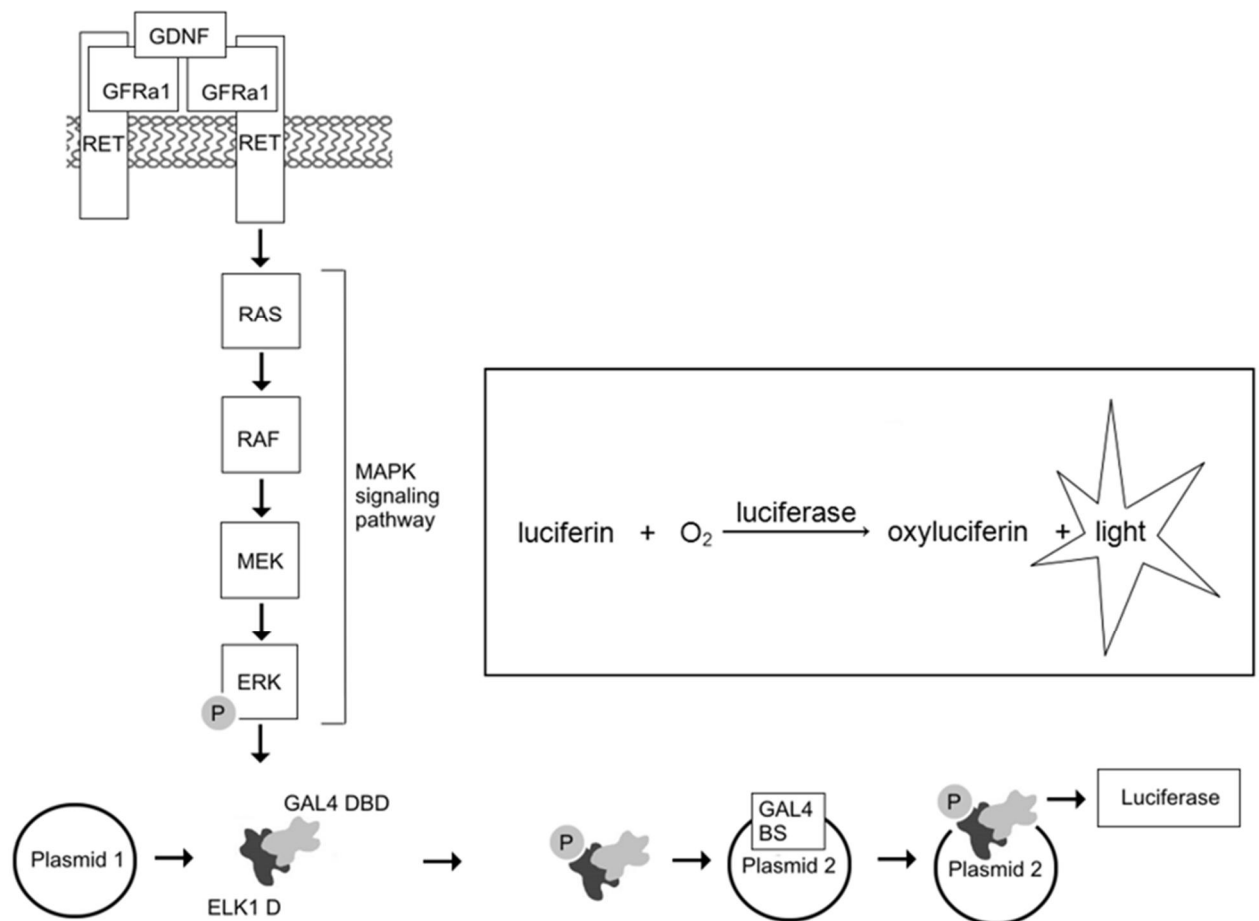 GDNF
GFRa1
GFRa1
RET
RET
RAS
RAF
MEK
ERK
P
MAPK
signaling
pathway
luciferin + O₂ luciferase oxyluciferin + light
GAL4 DBD
ELK1 D
Plasmid 1
P
GAL4
BS
Plasmid 2
P
Plasmid 2
Luciferase